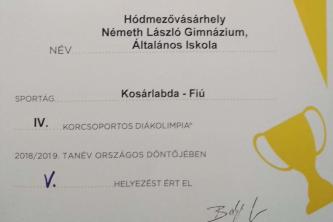 Hódmezővásárhely
Németh László Gimnázium,
NÉV Általános Iskola
SPORTÁG Kosárlabda - Fiú
IV. KORCSOPORTOS DIÁKOLIMPIA®
2018/2019. TANÉV ORSZÁGOS DÖNTŐJÉBEN
V. HELYEZÉST ÉRT EL